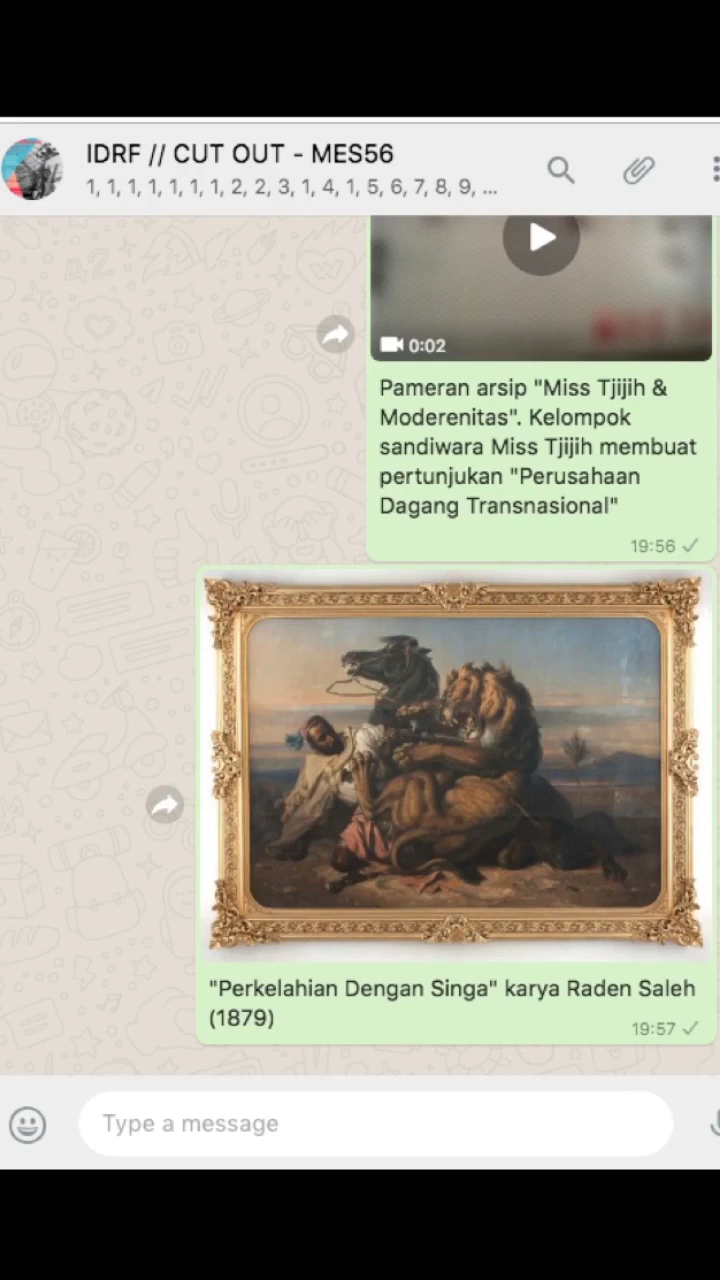 IDRF // CUT OUT - MES56
1, 1, 1, 1, 1, 1, 1, 2, 2, 3, 1, 4, 1, 5, 6, 7, 8, 9, ...
0:02
Pameran arsip "Miss Tjijih &
Moderenitas". Kelompok
sandiwara Miss Tjijih membuat
pertunjukan "Perusahaan
Dagang Transnasional"
19:56
"Perkelahian Dengan Singa" karya Raden Saleh
(1879)
19:57
Type a message